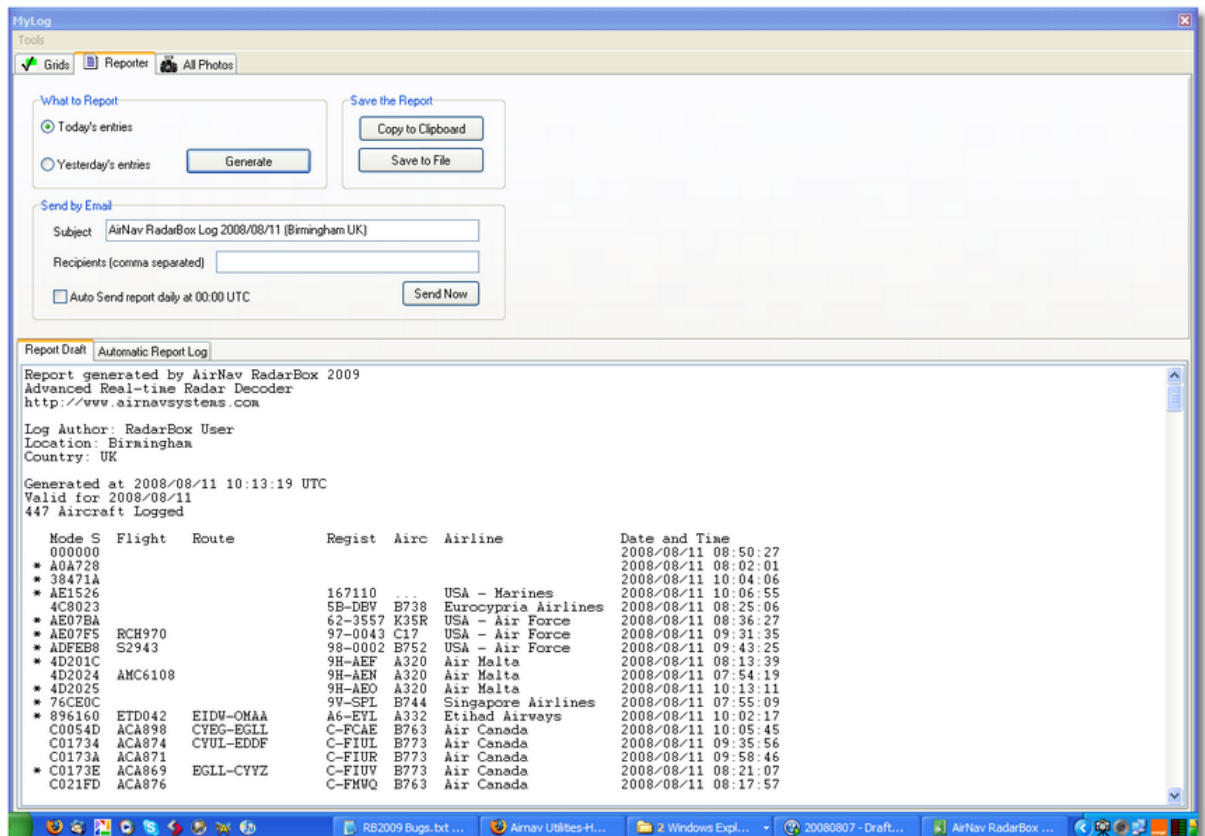 MyLog
Tools
Grids Reporter All Photos
What to Report
Today's entries
Yesterday's entries
Generate
Save the Report
Copy to Clipboard
Save to File
Send by Email
Subject AirNav RadarBox Log 2008/08/11 (Birmingham UK)
Recipients (comma separated)
Auto Send report daily at 00:00 UTC
Send Now
Report Draft Automatic Report Log
Report generated by AirNav RadarBox 2009
Advanced Real-time Radar Decoder
http://www.airnavsystems.com
Log Author: RadarBox User
Location: Birmingham
Country: UK
Generated at 2008/08/11 10:13:19 UTC
Valid for 2008/08/11
447 Aircraft Logged
Mode S Flight Route Regist Airc Airline Date and Time
000000 2008/08/11 08:50:27
* A0A728 2008/08/11 08:02:01
* 38471A 2008/08/11 10:04:06
* AE1526 167110 ... USA - Marines 2008/08/11 10:06:55
4C8023 5B-DBV B738 Eurocypria Airlines 2008/08/11 08:25:06
* AE07BA 62-3557 K35R USA - Air Force 2008/08/11 08:36:27
* AE07F5 RCH970 97-0043 C17 USA - Air Force 2008/08/11 09:31:35
* ADFEB8 S2943 98-0002 B752 USA - Air Force 2008/08/11 09:43:25
* 4D201C 9H-AEF A320 Air Malta 2008/08/11 08:13:39
4D2024 AMC6108 9H-AEN A320 Air Malta 2008/08/11 07:54:19
* 4D2025 9H-AEO A320 Air Malta 2008/08/11 10:13:11
* 76CE0C 9V-SPL B744 Singapore Airlines 2008/08/11 07:55:09
* 896160 ETD042 EIDW-OMAA A6-EYL A332 Etihad Airways 2008/08/11 10:02:17
C0054D ACA898 CYEG-EGLL C-FCAE B763 Air Canada 2008/08/11 10:05:45
C01734 ACA874 CYUL-EDDF C-FIUL B773 Air Canada 2008/08/11 09:35:56
C0173A ACA871 C-FIUR B773 Air Canada 2008/08/11 09:58:46
* C0173E ACA869 EGLL-CYYZ C-FIUV B773 Air Canada 2008/08/11 08:21:07
C021FD ACA876 C-FMWQ B763 Air Canada 2008/08/11 08:17:57
RB2009 Bugs.txt ... Airnav Utilities-H... 2 Windows Expl... 20080807 - Draft... AirNav RadarBox ...